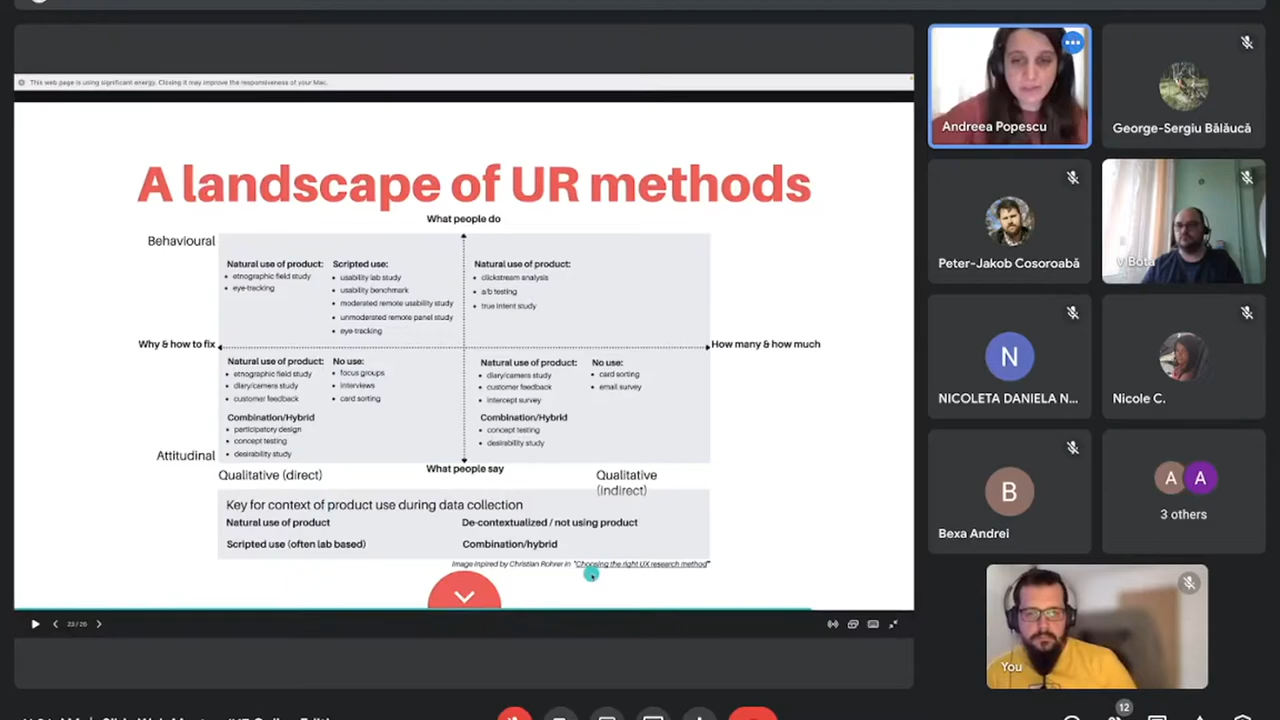 This web page is using significant energy. Closing it may improve the responsiveness of your Mac.
A landscape of UR methods
What people do
Behavioural
Natural use of product:
etnographic field study
eye-tracking
Scripted use:
usability lab study
usability benchmark
moderated remote usability study
unmoderated remote panel study
eye tracking
Natural use of product:
clickstream analysis
a/b testing
true intent study
Why & how to fix
How many & how much
Natural use of product:
etnographic field study
diary/camera study
customer feedback
No use:
focus groups
interviews
card sorting
Combination/Hybrid
participatory design
concept testing
desirability study
Natural use of product:
diary/camera study
customer feedback
intercept survey
No use:
card sorting
email survey
Combination/Hybrid
concept testing
desirability study
Attitudinal
Qualitative (direct)
What people say
Qualitative
(indirect)
Key for context of product use during data collection
Natural use of product
De-contextualized / not using product
Scripted use (often lab based)
Combination/hybrid
Image inpired by Christian Rohrer in "Choosing the right UX research method"
23/26
Andreea Popescu
George-Sergiu Bălăucă
Peter-Jakob Cosoroabă
V Bota
N
NICOLETA DANIELA N...
Nicole C.
B
Bexa Andrei
A A
3 others
You
12